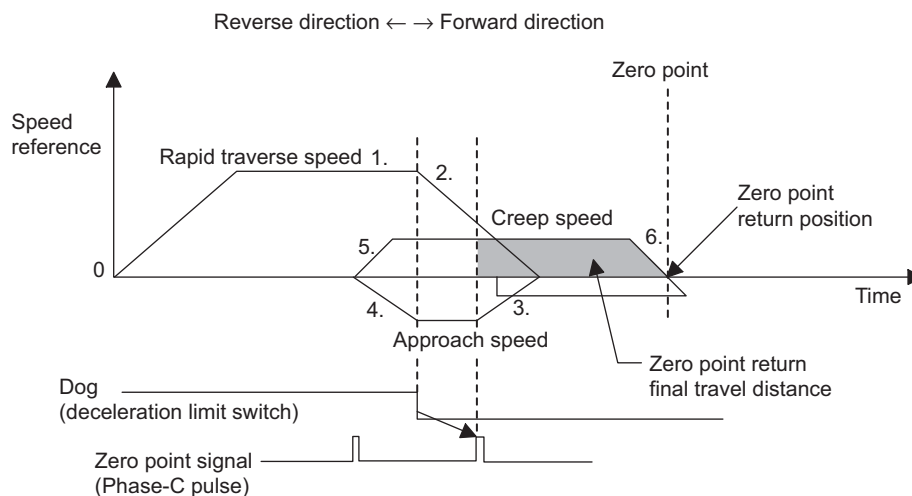 Reverse direction ← → Forward direction
Zero point
Speed
reference
Rapid traverse speed 1.
2.
Zero point
return position
Creep speed
5.
6.
0
Time
4.
3.
Approach speed
Zero point return
final travel distance
Dog
(deceleration limit switch)
Zero point signal
(Phase-C pulse)